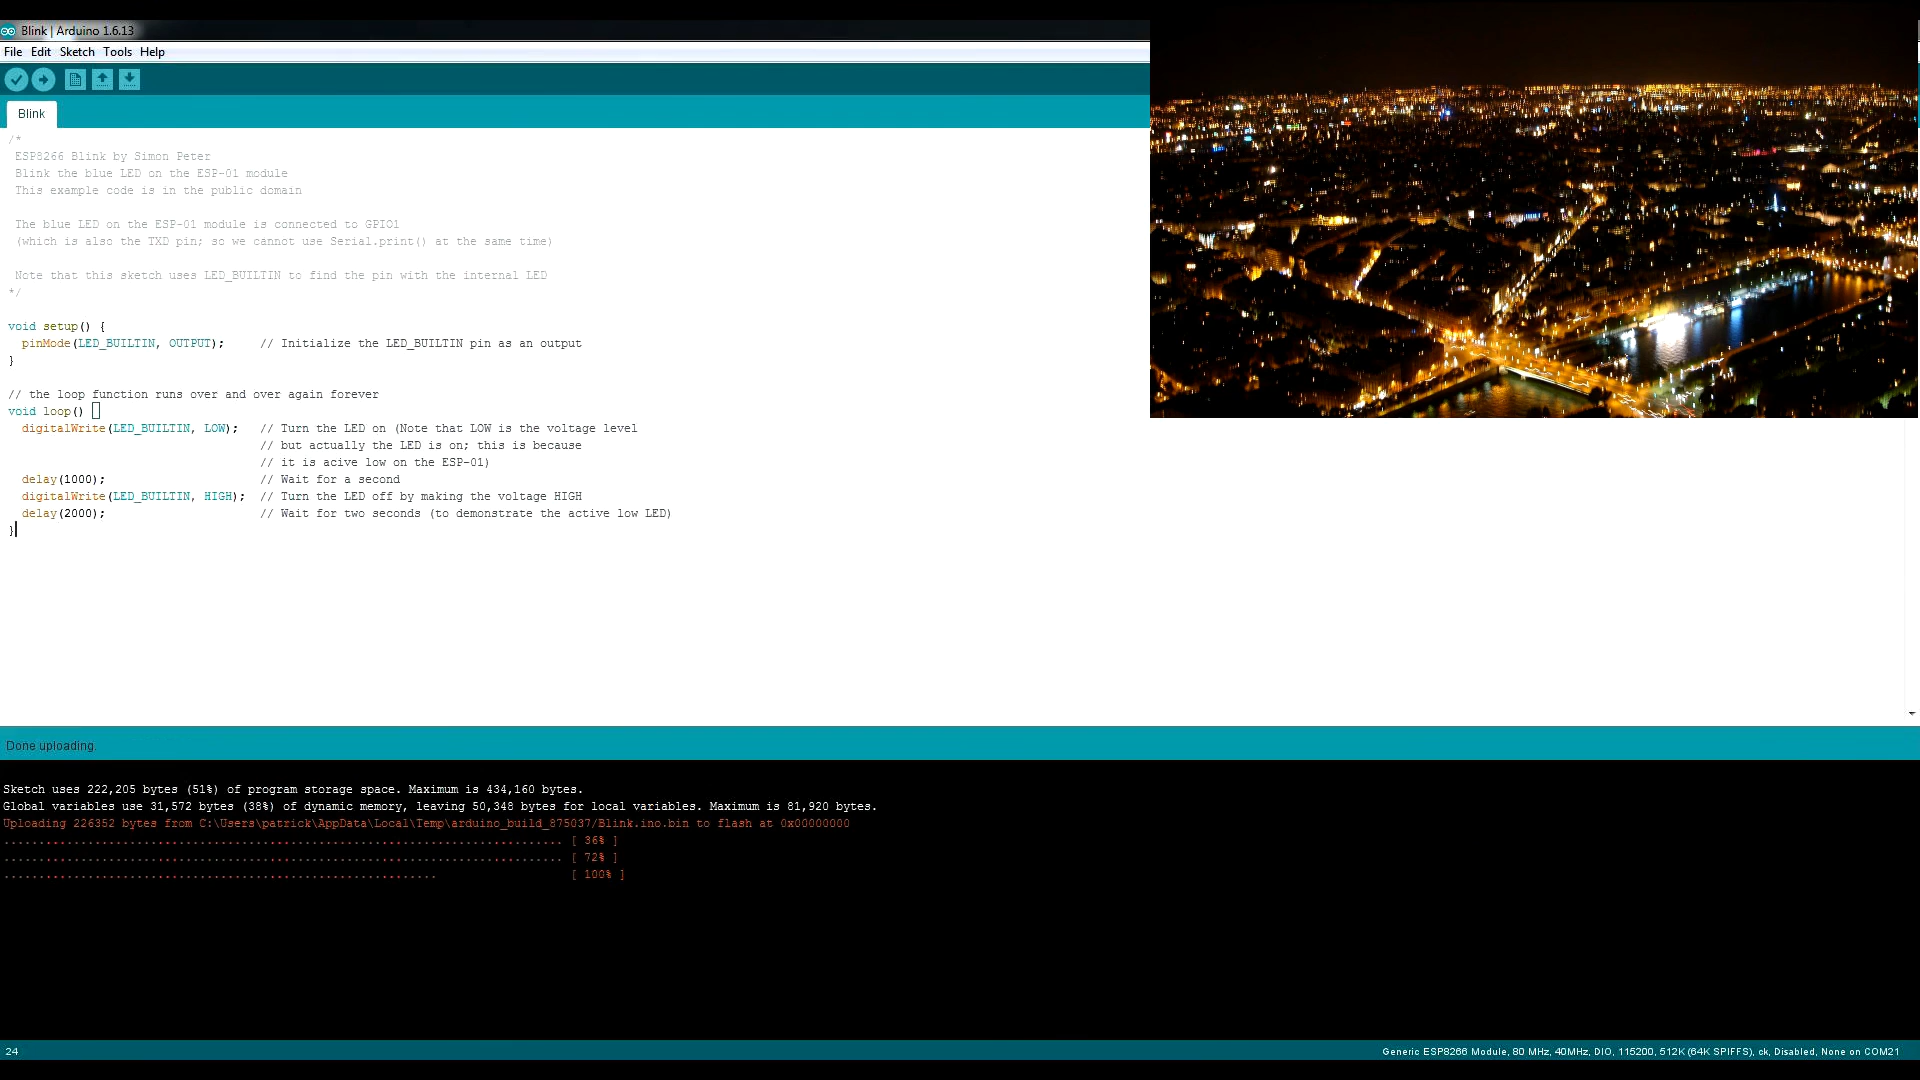 Blink | Arduino 1.6.13
File Edit Sketch Tools Help
Blink
/*
ESP8266 Blink by Simon Peter
Blink the blue LED on the ESP-01 module
This example code is in the public domain
The blue LED on the ESP-01 module is connected to GPIO1
(which is also the TXD pin; so we cannot use Serial.print() at the same time)
Note that this sketch uses LED_BUILTIN to find the pin with the internal LED
*/
void setup() {
pinMode(LED_BUILTIN, OUTPUT); // Initialize the LED_BUILTIN pin as an output
}
// the loop function runs over and over again forever
void loop()
digitalWrite(LED_BUILTIN, LOW); // Turn the LED on (Note that LOW is the voltage level
// but actually the LED is on; this is because
// it is acive low on the ESP-01)
delay(1000); // Wait for a second
digitalWrite(LED_BUILTIN, HIGH); // Turn the LED off by making the voltage HIGH
delay(2000); // Wait for two seconds (to demonstrate the active low LED)
}
Done uploading.
Sketch uses 222,205 bytes (51%) of program storage space. Maximum is 434,160 bytes.
Global variables use 31,572 bytes (38%) of dynamic memory, leaving 50,348 bytes for local variables. Maximum is 81,920 bytes.
Uploading 226352 bytes from C:\Users\patrick\AppData\Local\Temp\arduino_build_875037/Blink.ino.bin to flash at 0x00000000
................................................................................ [ 36% ]
................................................................................ [ 72% ]
.............................................................. [ 100% ]
24
Generic ESP8266 Module, 80 MHz, 40MHz, DIO, 115200, 512K (64K SPIFFS), ck, Disabled, None on COM21